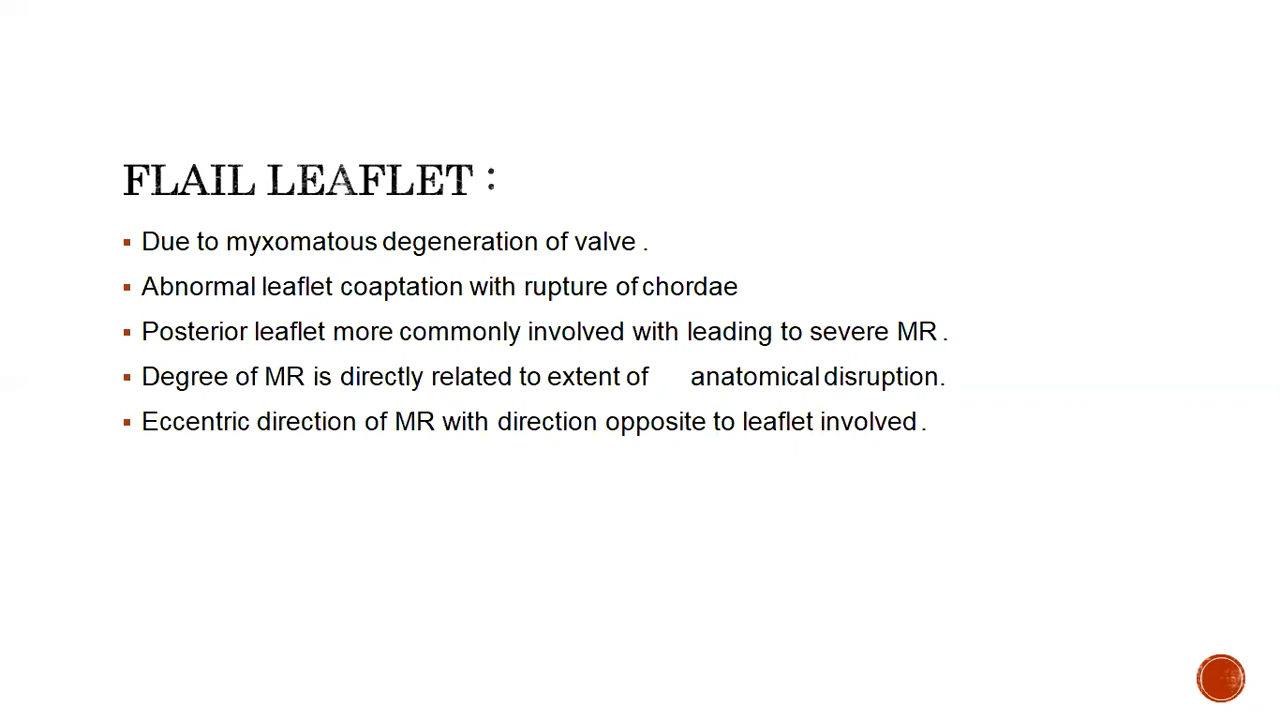 FLAIL LEAFLET :
Due to myxomatous degeneration of valve .
Abnormal leaflet coaptation with rupture of chordae
Posterior leaflet more commonly involved with leading to severe MR .
Degree of MR is directly related to extent of anatomical disruption.
Eccentric direction of MR with direction opposite to leaflet involved .